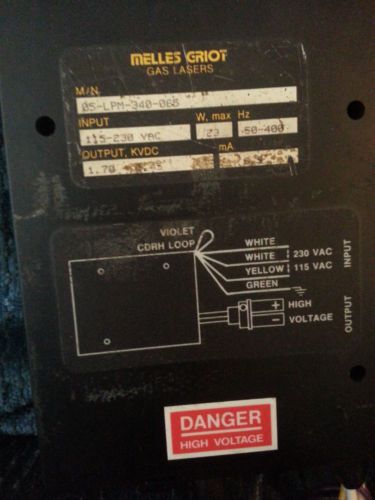 MELLES GRIOT
GAS LASERS
M/N
05-LPM-340-065
INPUT W, max Hz
115-230 VAC 23 50-400
OUTPUT, KVDC mA
1.70
VIOLET
CDRH LOOP
WHITE
WHITE 230 VAC
YELLOW 115 VAC
GREEN
INPUT
HIGH
VOLTAGE
OUTPUT
+
−
DANGER
HIGH VOLTAGE